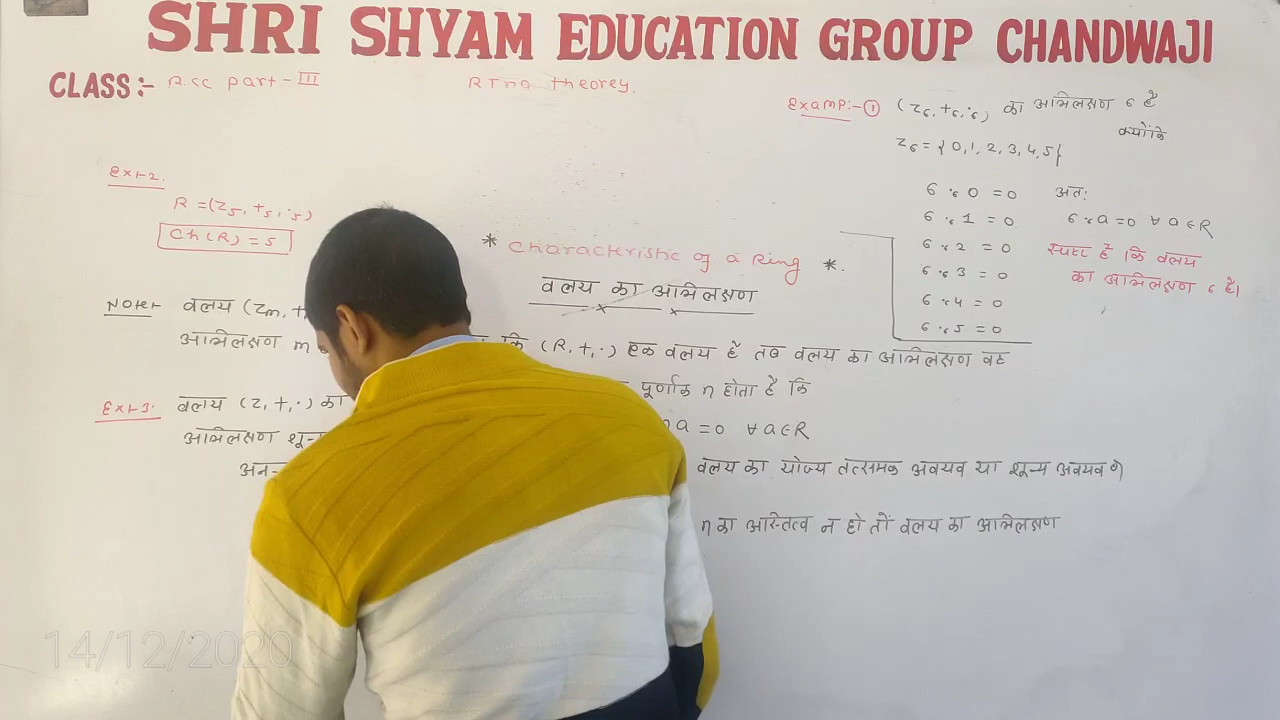 SHRI SHYAM EDUCATION GROUP CHANDWAJI
CLASS:- B.SC Part-III
Ring theorey.
Examp:-① (Z₆, +₆, ·₆) का अभिलक्षण 6 है
क्योंकि
Z₆ = {0,1,2,3,4,5}
6 ·₆ 0 = 0 अतः
6 ·₆ 1 = 0 6 ·₆ a = 0 ∀ a∈R
6 ·₆ 2 = 0 स्पष्ट है कि वलय
6 ·₆ 3 = 0 का अभिलक्षण 6 है।
6 ·₆ 4 = 0
6 ·₆ 5 = 0
Ex:-2.
R = (Z₅, +₅, ·₅)
Ch(R) = 5
Note:- वलय (Zm, +
अभिलक्षण m
Ex:-3. वलय (Z, +, ·) का
अभिलक्षण
* Characteristic of a Ring *.
वलय का अभिलक्षण
कि (R, +, ·) एक वलय है तब वलय का अभिलक्षण वह
पूर्णांक n होता है कि
a = 0 ∀ a∈R
वलय का योज्य तत्समक अवयव या शून्य अवयव
n का अस्तित्व न हो तों वलय का अभिलक्षण
14/12/2020